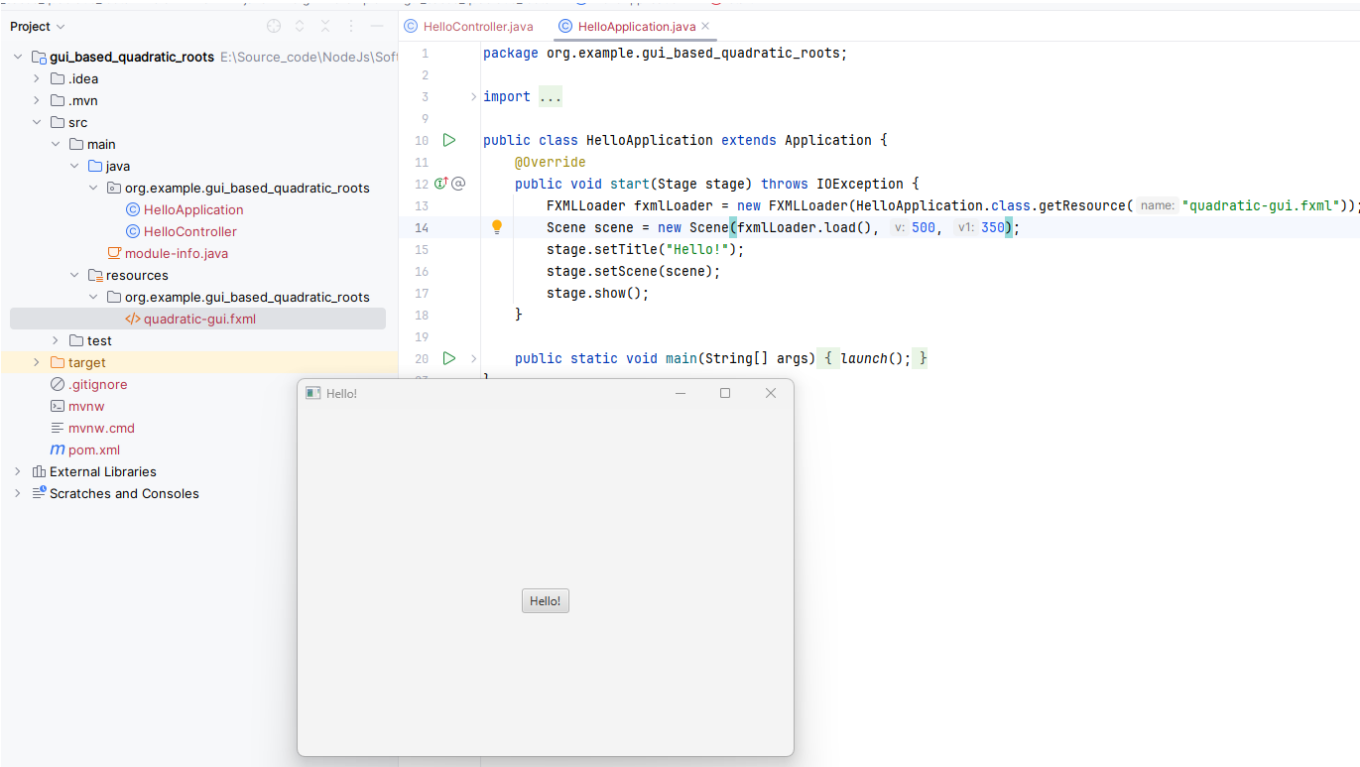 Project
gui_based_quadratic_roots E:\Source_code\NodeJs\Sof
.idea
.mvn
src
main
java
org.example.gui_based_quadratic_roots
HelloApplication
HelloController
module-info.java
resources
org.example.gui_based_quadratic_roots
quadratic-gui.fxml
test
target
.gitignore
mvnw
mvnw.cmd
pom.xml
External Libraries
Scratches and Consoles
HelloController.java HelloApplication.java
1 package org.example.gui_based_quadratic_roots;
2
3 import ...
9
10 public class HelloApplication extends Application {
11 @Override
12 public void start(Stage stage) throws IOException {
13 FXMLLoader fxmlLoader = new FXMLLoader(HelloApplication.class.getResource( name: "quadratic-gui.fxml"));
14 Scene scene = new Scene(fxmlLoader.load(), v: 500, v1: 350);
15 stage.setTitle("Hello!");
16 stage.setScene(scene);
17 stage.show();
18 }
19
20 public static void main(String[] args) { launch(); }
Hello!
Hello!